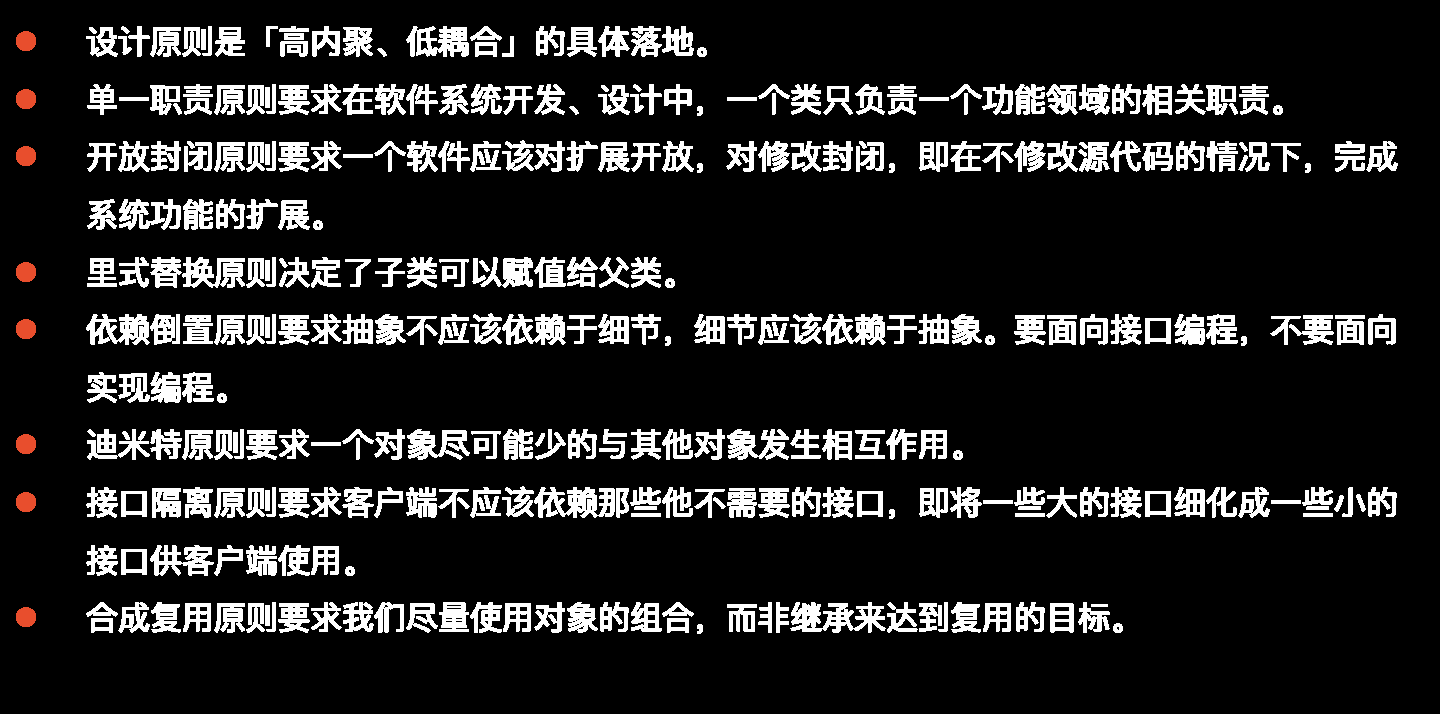 设计原则是「高内聚、低耦合」的具体落地。
单一职责原则要求在软件系统开发、设计中，一个类只负责一个功能领域的相关职责。
开放封闭原则要求一个软件应该对扩展开放，对修改封闭，即在不修改源代码的情况下，完成
系统功能的扩展。
里式替换原则决定了子类可以赋值给父类。
依赖倒置原则要求抽象不应该依赖于细节，细节应该依赖于抽象。要面向接口编程，不要面向
实现编程。
迪米特原则要求一个对象尽可能少的与其他对象发生相互作用。
接口隔离原则要求客户端不应该依赖那些他不需要的接口，即将一些大的接口细化成一些小的
接口供客户端使用。
合成复用原则要求我们尽量使用对象的组合，而非继承来达到复用的目标。